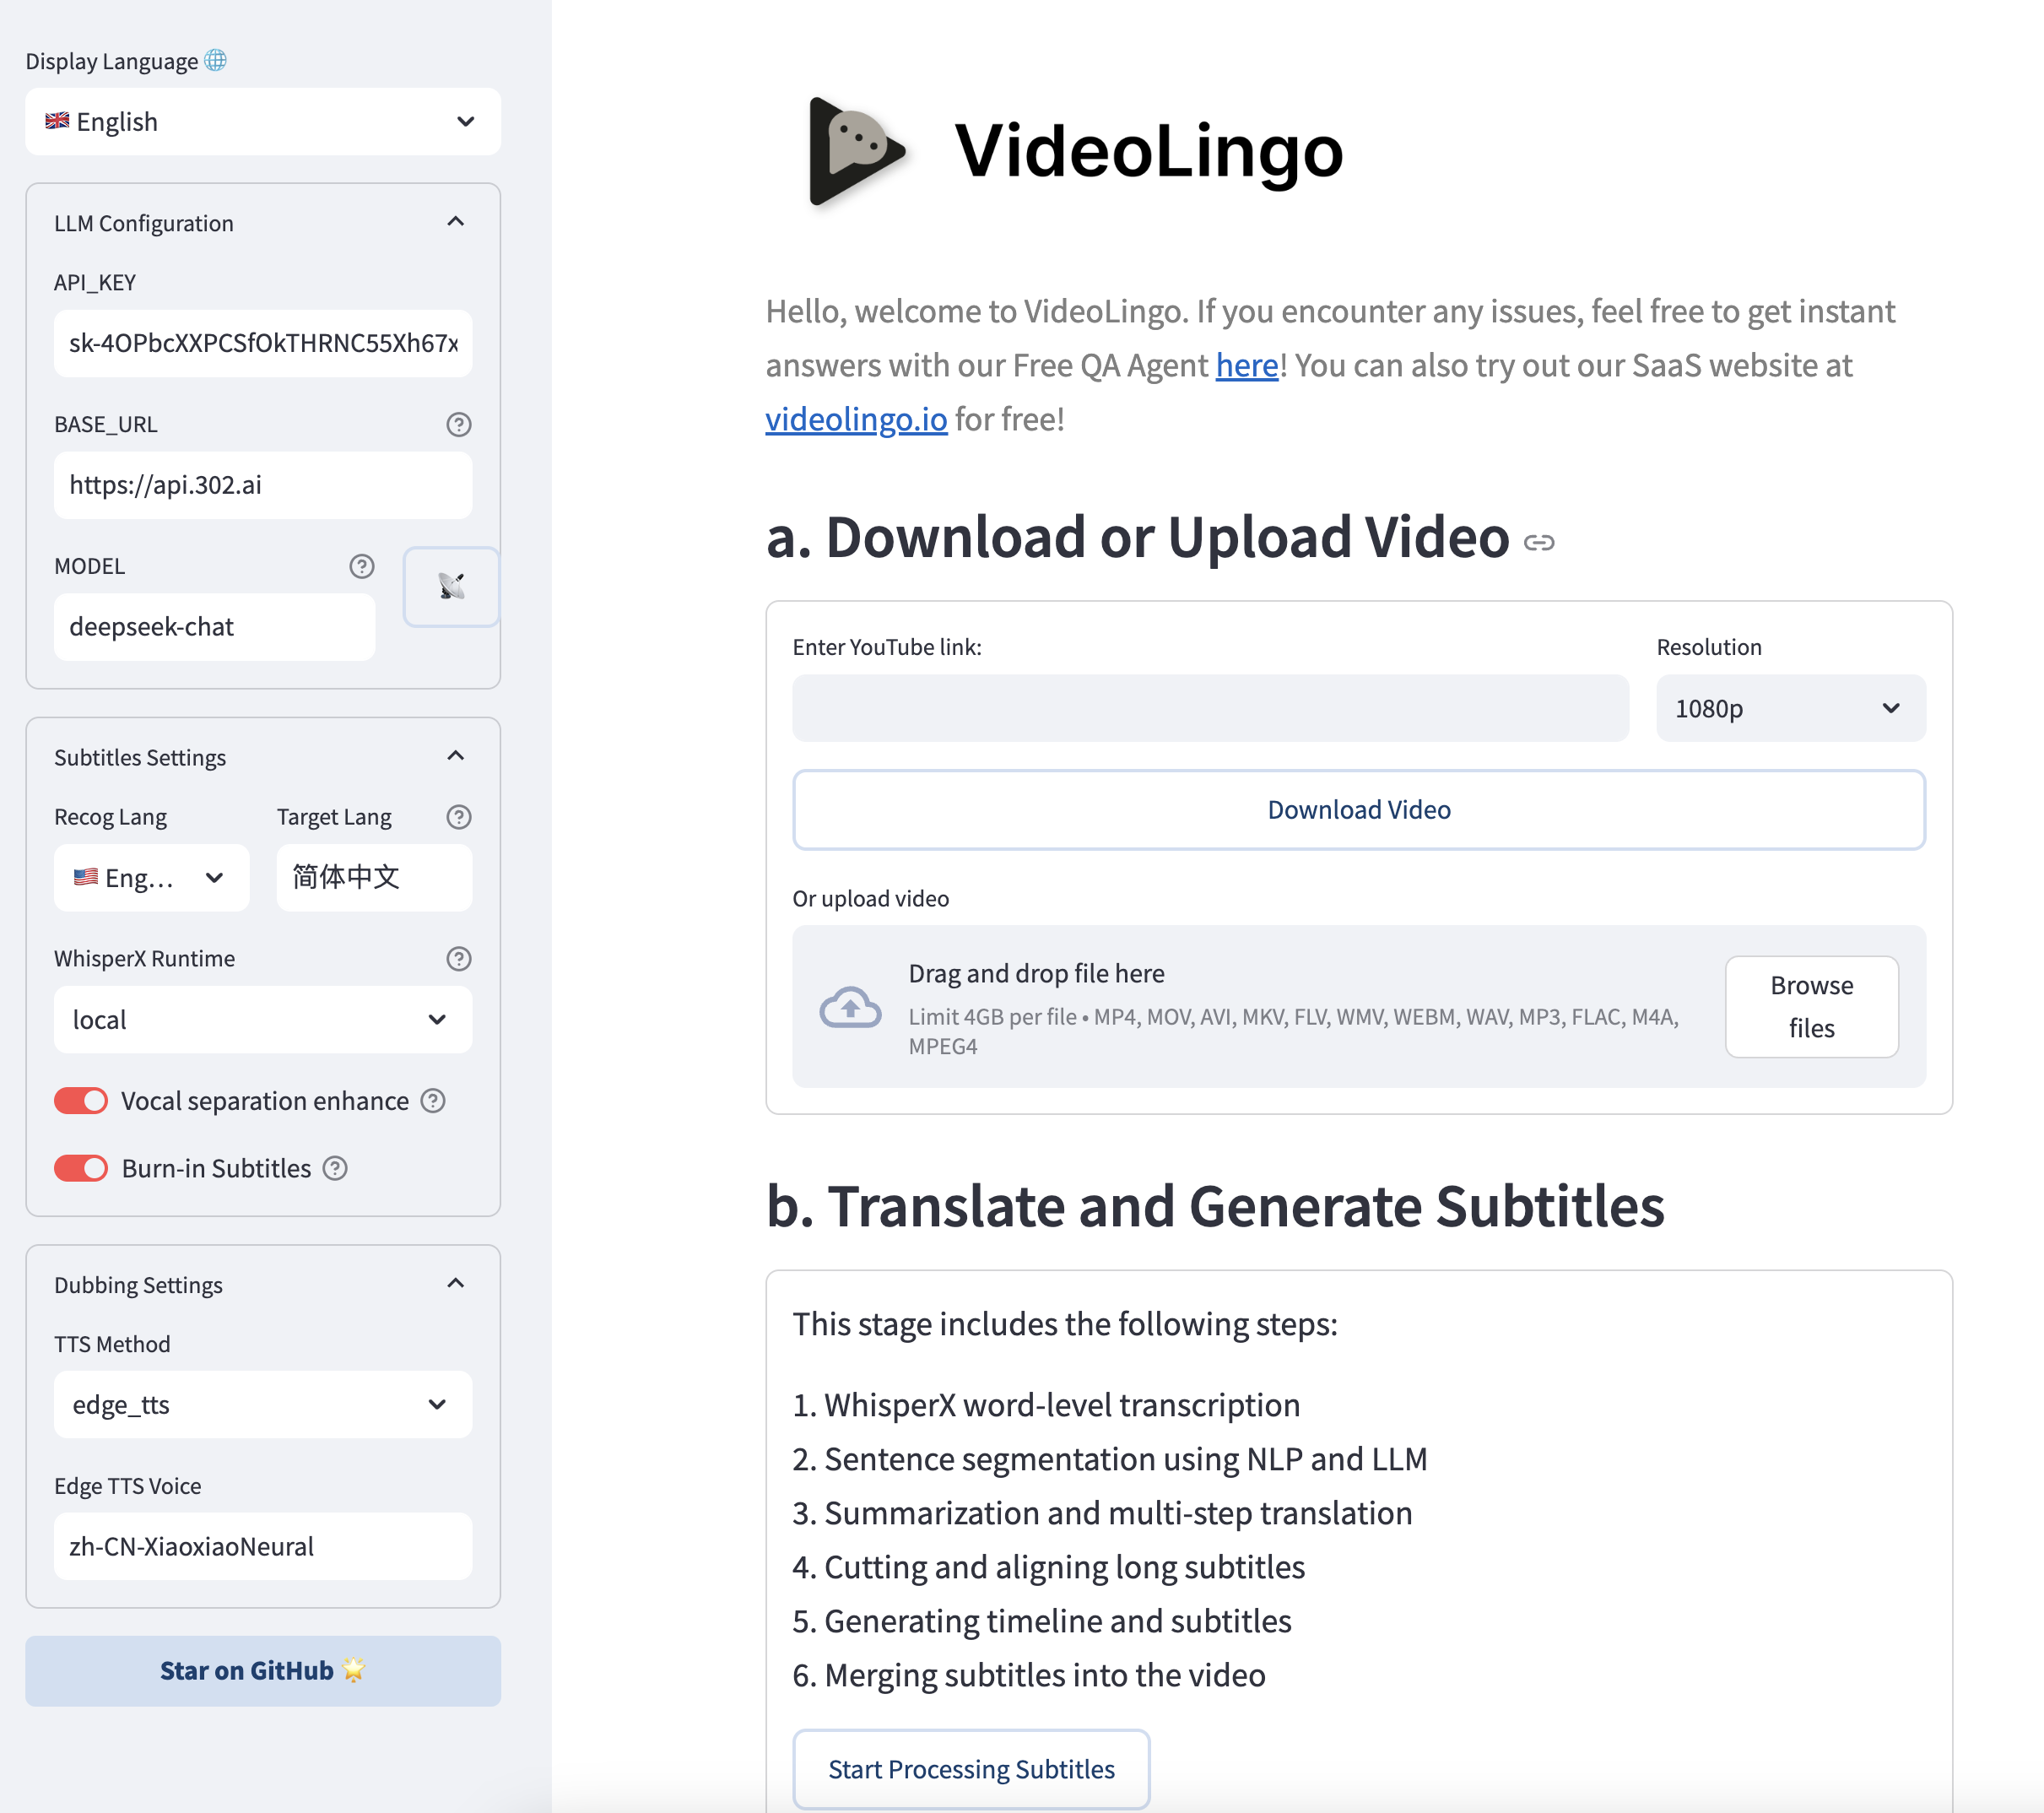 Display Language 🌐
🇬🇧 English
LLM Configuration
API_KEY
sk-4OPbcXXPCSfOkTHRNC55Xh67x
BASE_URL
https://api.302.ai
MODEL
deepseek-chat
Subtitles Settings
Recog Lang
Target Lang
🇺🇸 Eng...
简体中文
WhisperX Runtime
local
Vocal separation enhance
Burn-in Subtitles
Dubbing Settings
TTS Method
edge_tts
Edge TTS Voice
zh-CN-XiaoxiaoNeural
Star on GitHub 🌟
VideoLingo
Hello, welcome to VideoLingo. If you encounter any issues, feel free to get instant
answers with our Free QA Agent here! You can also try out our SaaS website at
videolingo.io for free!
a. Download or Upload Video
Enter YouTube link:
Resolution
1080p
Download Video
Or upload video
Drag and drop file here
Limit 4GB per file • MP4, MOV, AVI, MKV, FLV, WMV, WEBM, WAV, MP3, FLAC, M4A,
MPEG4
Browse
files
b. Translate and Generate Subtitles
This stage includes the following steps:
1. WhisperX word-level transcription
2. Sentence segmentation using NLP and LLM
3. Summarization and multi-step translation
4. Cutting and aligning long subtitles
5. Generating timeline and subtitles
6. Merging subtitles into the video
Start Processing Subtitles